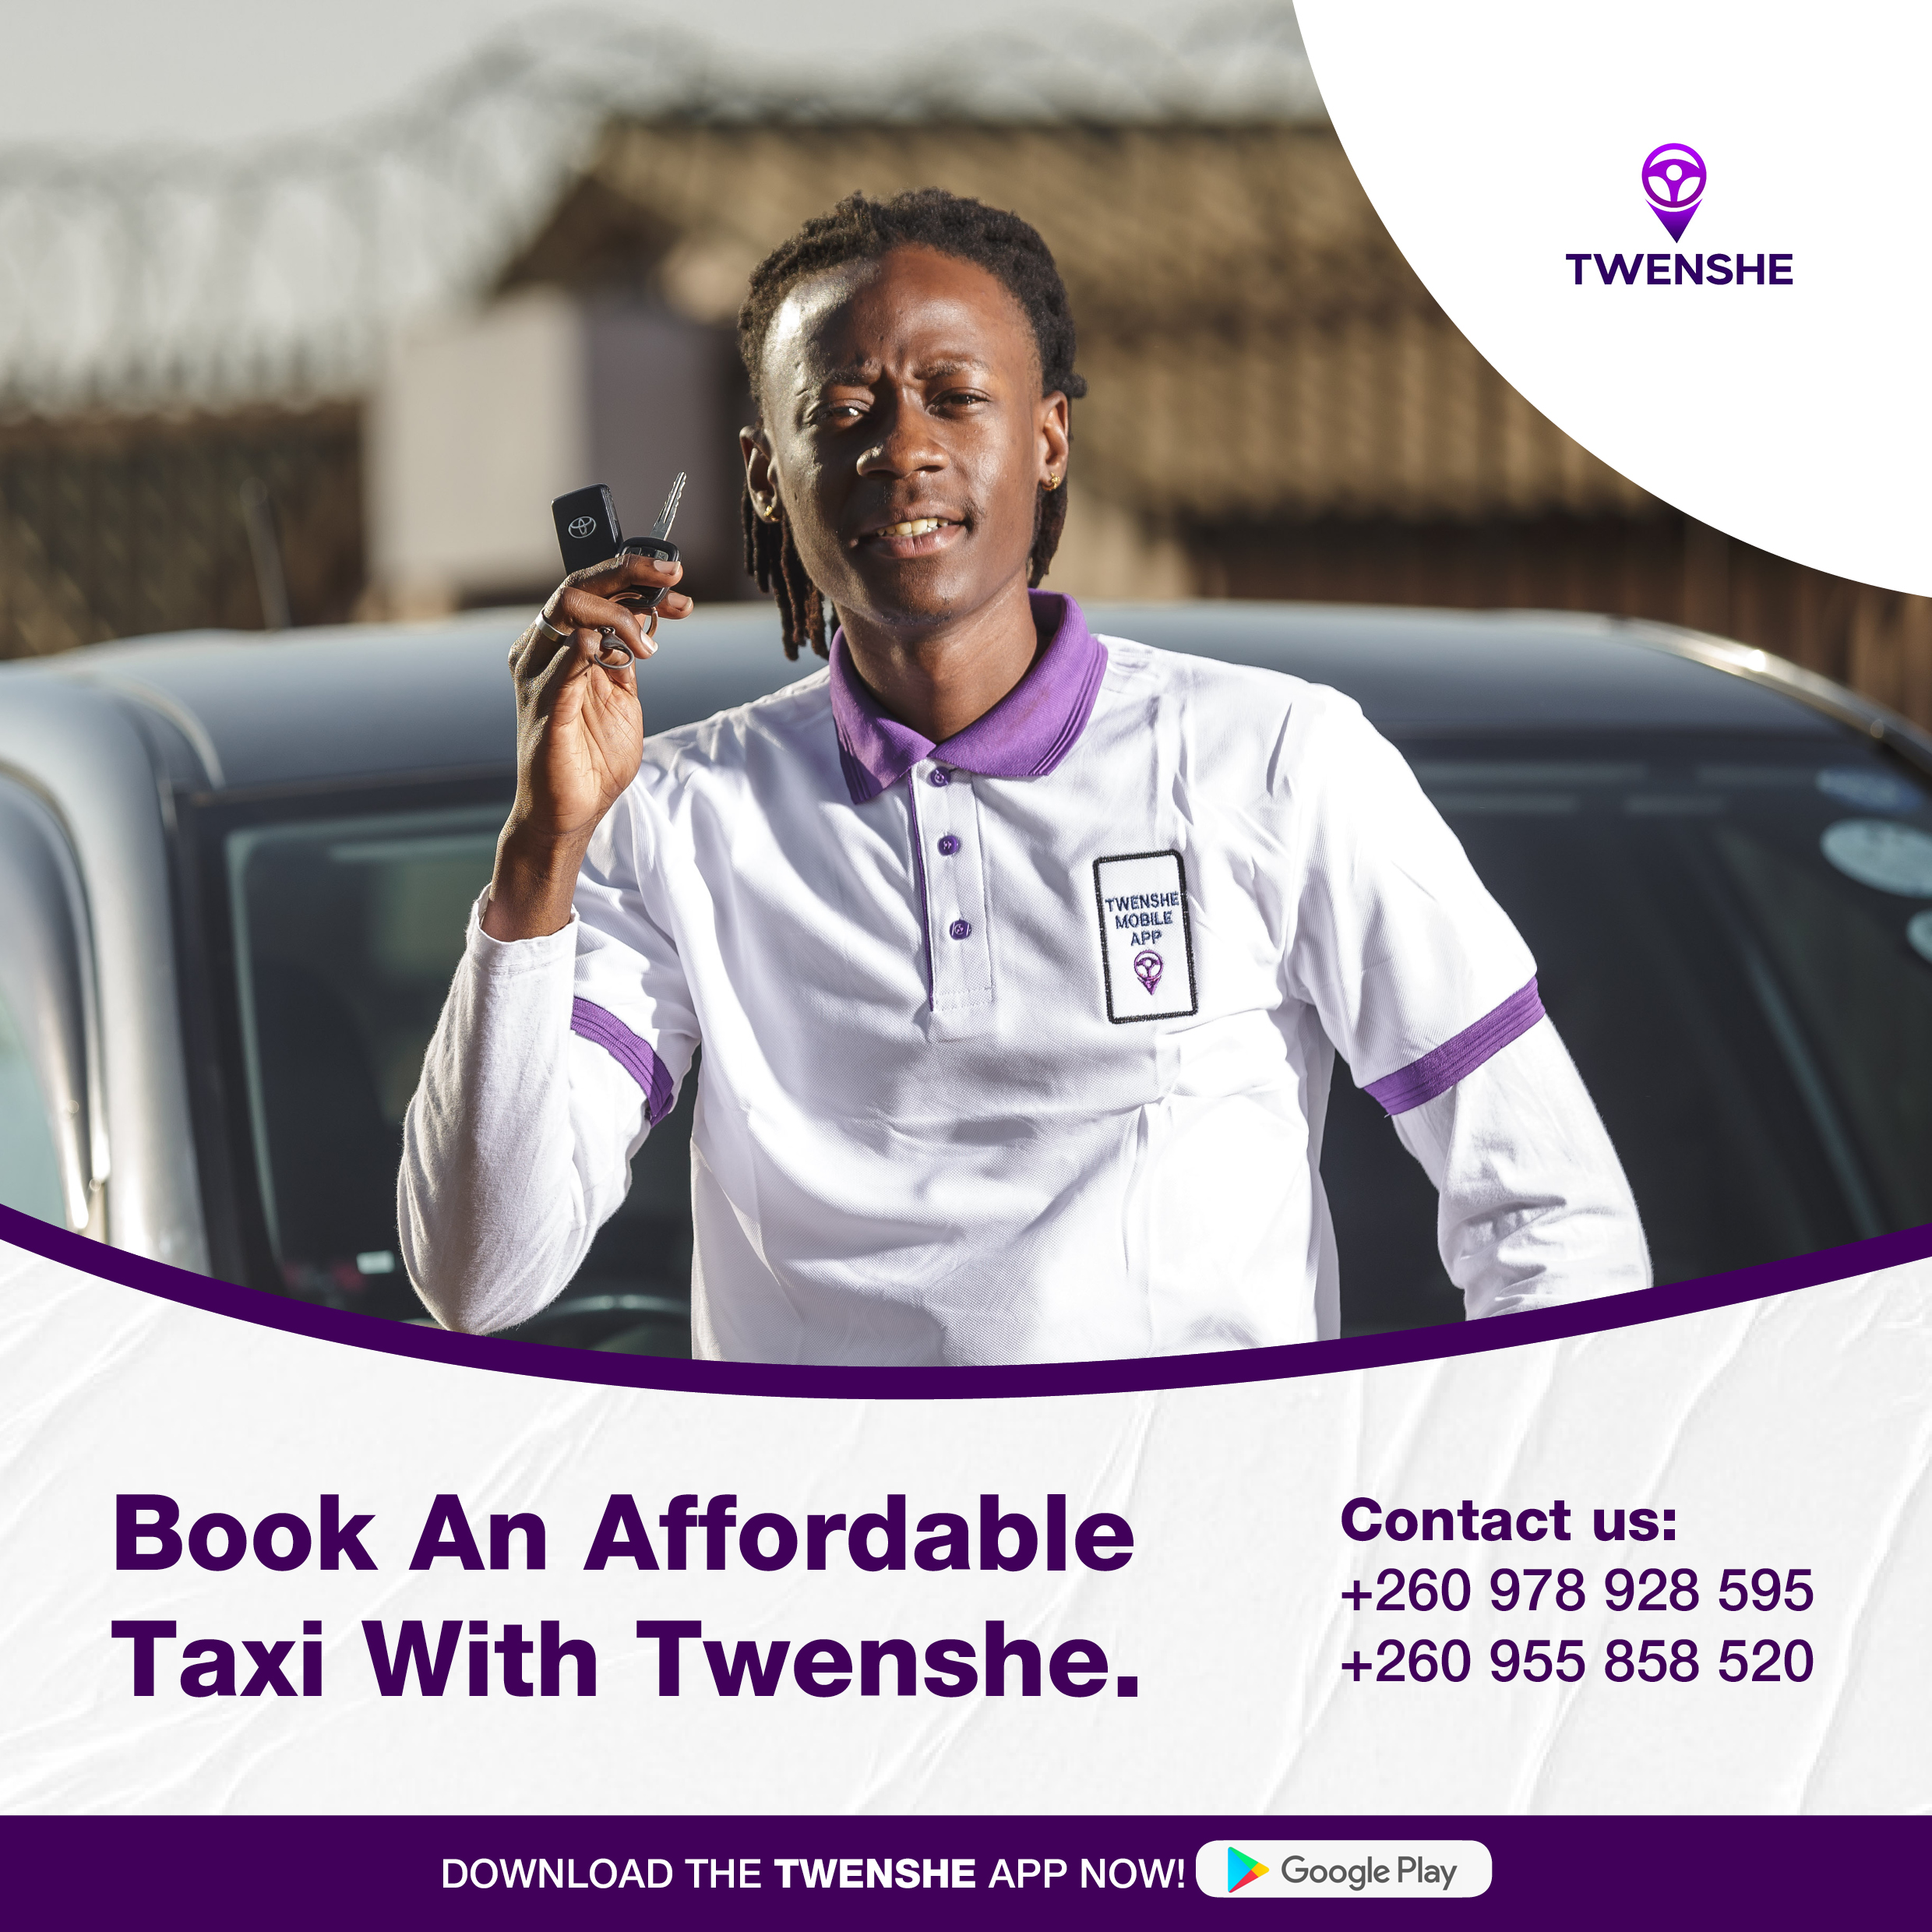 TWENSHE
TWENSHE
MOBILE
APP
Book An Affordable
Taxi With Twenshe.
Contact us:
+260 978 928 595
+260 955 858 520
DOWNLOAD THE TWENSHE APP NOW! Google Play